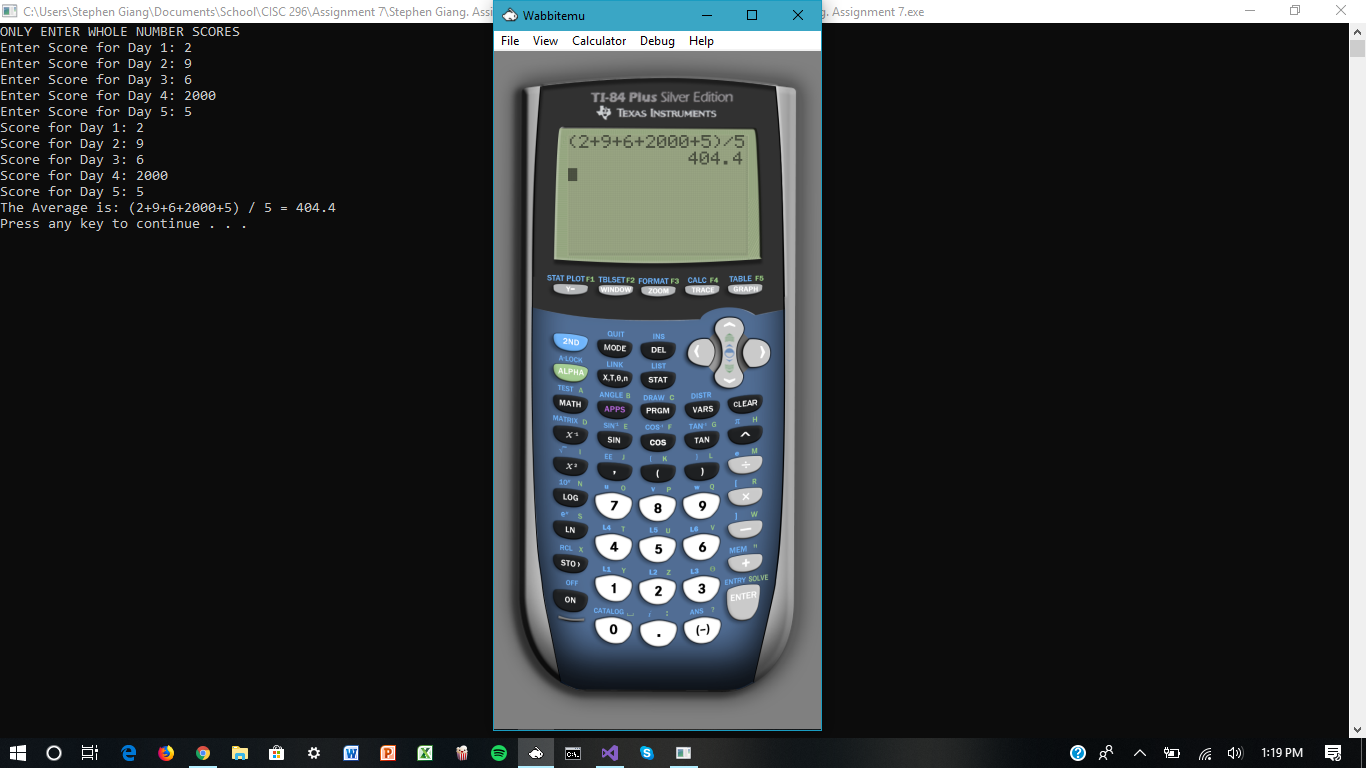 C:\Users\Stephen Giang\Documents\School\CISC 296\Assignment 7\Stephen Giang. Assi
g. Assignment 7.exe
ONLY ENTER WHOLE NUMBER SCORES
Enter Score for Day 1: 2
Enter Score for Day 2: 9
Enter Score for Day 3: 6
Enter Score for Day 4: 2000
Enter Score for Day 5: 5
Score for Day 1: 2
Score for Day 2: 9
Score for Day 3: 6
Score for Day 4: 2000
Score for Day 5: 5
The Average is: (2+9+6+2000+5) / 5 = 404.4
Press any key to continue . . .
Wabbitemu
File View Calculator Debug Help
TI-84 Plus Silver Edition
TEXAS INSTRUMENTS
(2+9+6+2000+5)/5
404.4
STAT PLOT F1 TBLSET F2 FORMAT F3 CALC F4 TABLE F5
Y= WINDOW ZOOM TRACE GRAPH
QUIT INS
2ND MODE DEL
A-LOCK LINK LIST
ALPHA X,T,θ,n STAT
TEST A ANGLE B DRAW C DISTR
MATH APPS PRGM VARS CLEAR
MATRIX D SIN⁻¹ E COS⁻¹ F TAN⁻¹ G π H
X⁻¹ SIN COS TAN ^
√ I EE J { K } L e M
X² , ( ) ÷
10ˣ N u O v P w Q [ R
LOG 7 8 9 ×
eˣ S L4 T L5 U L6 V ] W
LN 4 5 6 −
RCL X L1 Y L2 Z L3 θ MEM "
STO› 1 2 3 +
OFF CATALOG i : ANS ? ENTRY SOLVE
ON 0 . (-) ENTER
1:19 PM